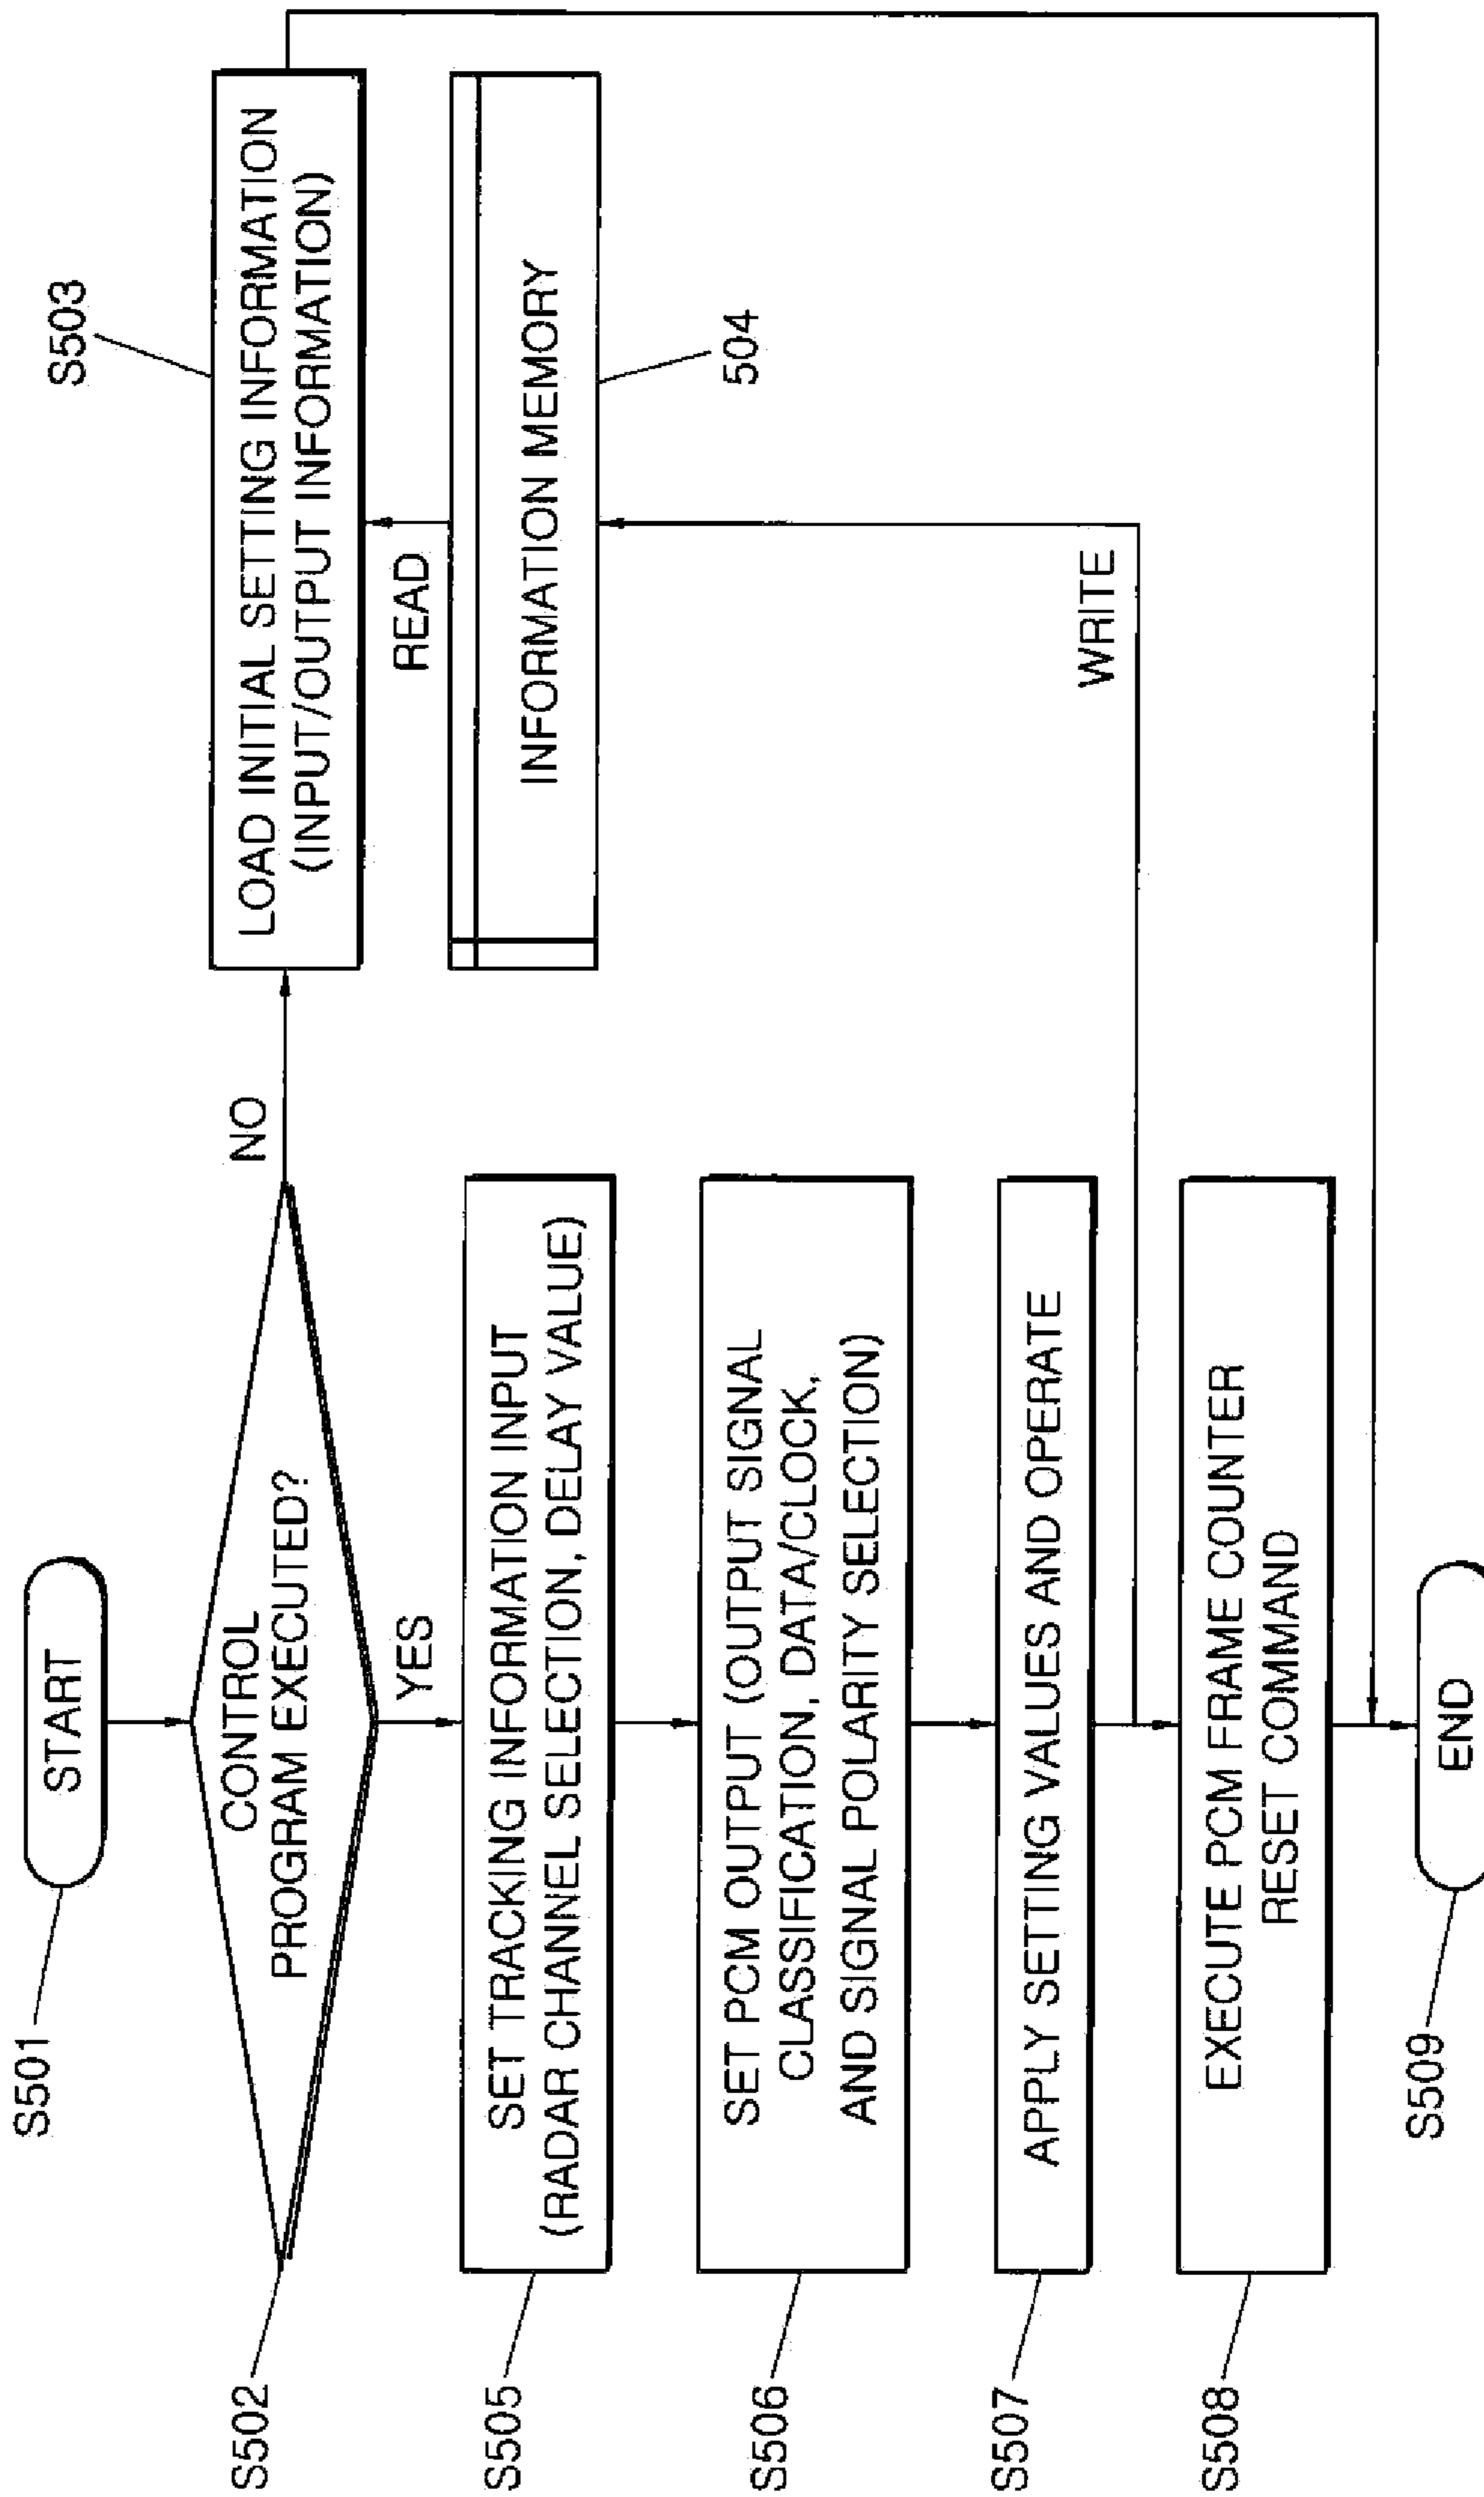 S501
START
S502
CONTROL
PROGRAM EXECUTED?
NO
YES
S503
LOAD INITIAL SETTING INFORMATION
(INPUT/OUTPUT INFORMATION)
READ
INFORMATION MEMORY
504
S505
SET TRACKING INFORMATION INPUT
(RADAR CHANNEL SELECTION, DELAY VALUE)
S506
SET PCM OUTPUT (OUTPUT SIGNAL
CLASSIFICATION, DATA/CLOCK,
AND SIGNAL POLARITY SELECTION)
S507
APPLY SETTING VALUES AND OPERATE
WRITE
S508
EXECUTE PCM FRAME COUNTER
RESET COMMAND
S509
END